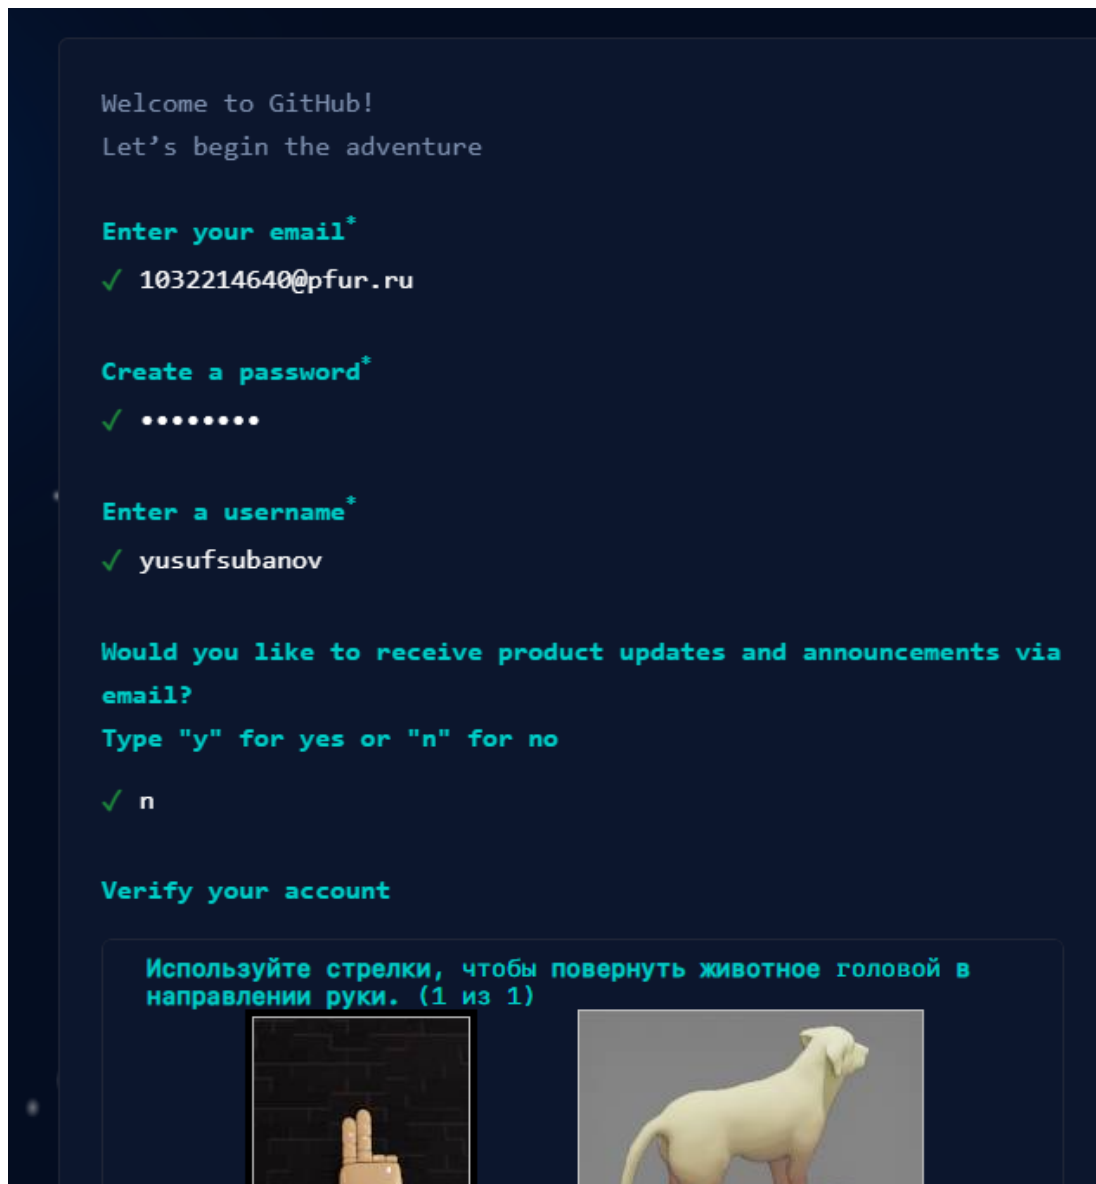 Welcome to GitHub!
Let’s begin the adventure
Enter your email*
✓ 1032214640@pfur.ru
Create a password*
✓ ••••••••
Enter a username*
✓ yusufsubanov
Would you like to receive product updates and announcements via
email?
Type "y" for yes or "n" for no
✓ n
Verify your account
Используйте стрелки, чтобы повернуть животное головой в
направлении руки. (1 из 1)